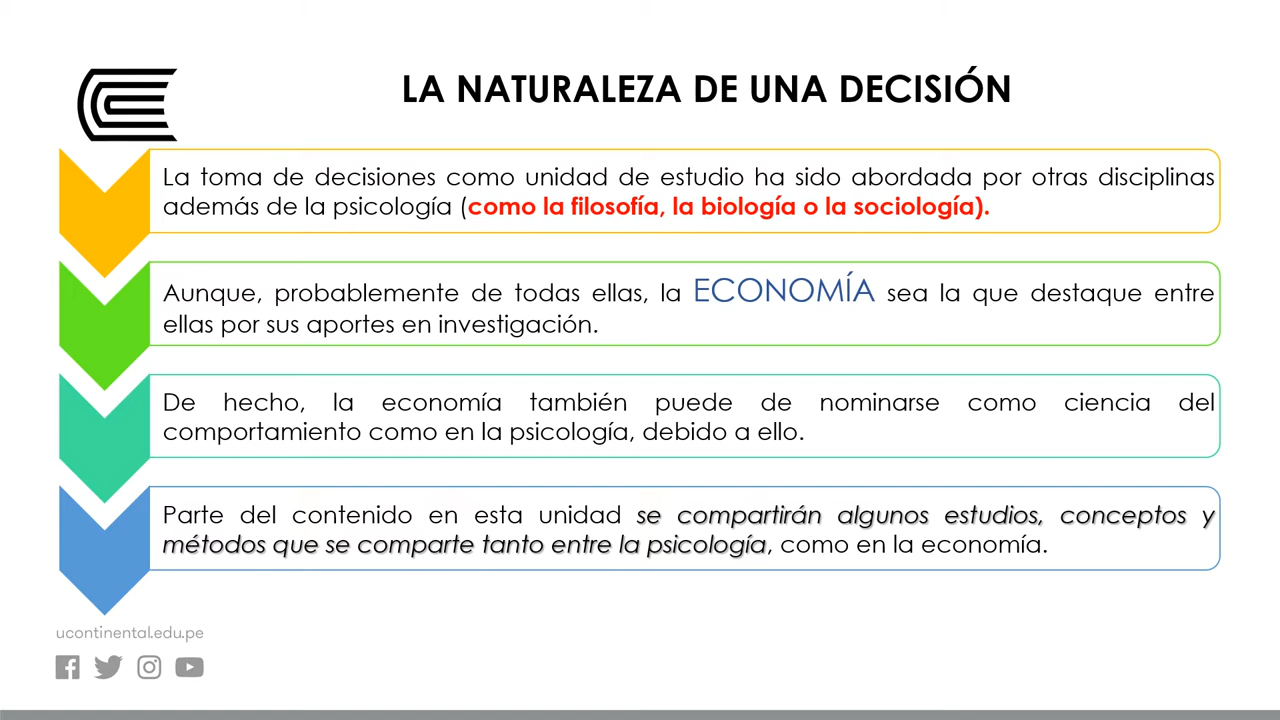 LA NATURALEZA DE UNA DECISIÓN
La toma de decisiones como unidad de estudio ha sido abordada por otras disciplinas
además de la psicología (como la filosofía, la biología o la sociología).
Aunque, probablemente de todas ellas, la ECONOMÍA sea la que destaque entre
ellas por sus aportes en investigación.
De hecho, la economía también puede de nominarse como ciencia del
comportamiento como en la psicología, debido a ello.
Parte del contenido en esta unidad se compartirán algunos estudios, conceptos y
métodos que se comparte tanto entre la psicología, como en la economía.
ucontinental.edu.pe